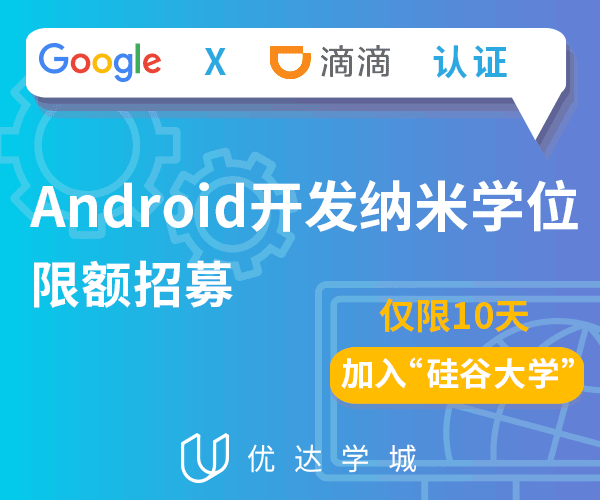 Google X 滴滴 认证
Android开发纳米学位
限额招募
仅限10天
加入“硅谷大学”
优达学城